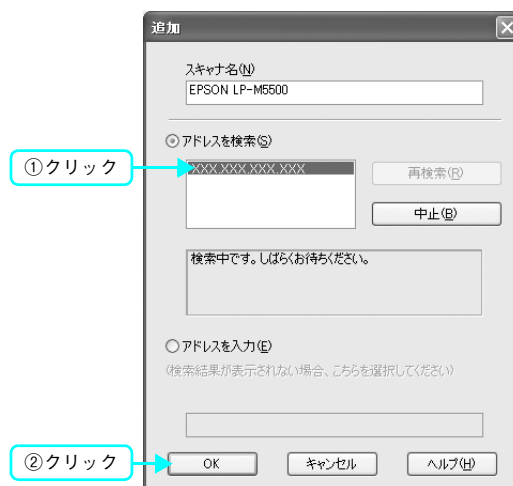 追加
スキャナ名(N)
EPSON LP-M5500
アドレスを検索(S)
①クリック
XXX.XXX.XXX.XXX
再検索(R)
中止(B)
検索中です。しばらくお待ちください。
アドレスを入力(E)
(検索結果が表示されない場合、こちらを選択してください)
②クリック
OK
キャンセル
ヘルプ(H)